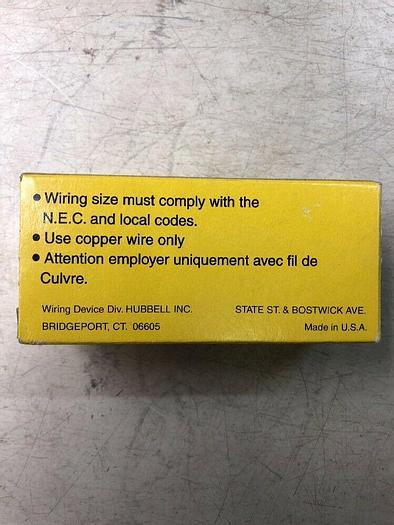 ● Wiring size must comply with the
N.E.C. and local codes.
● Use copper wire only
● Attention employer uniquement avec fil de
Culvre.
Wiring Device Div. HUBBELL INC. STATE ST. & BOSTWICK AVE.
BRIDGEPORT, CT. 06605 Made in U.S.A.